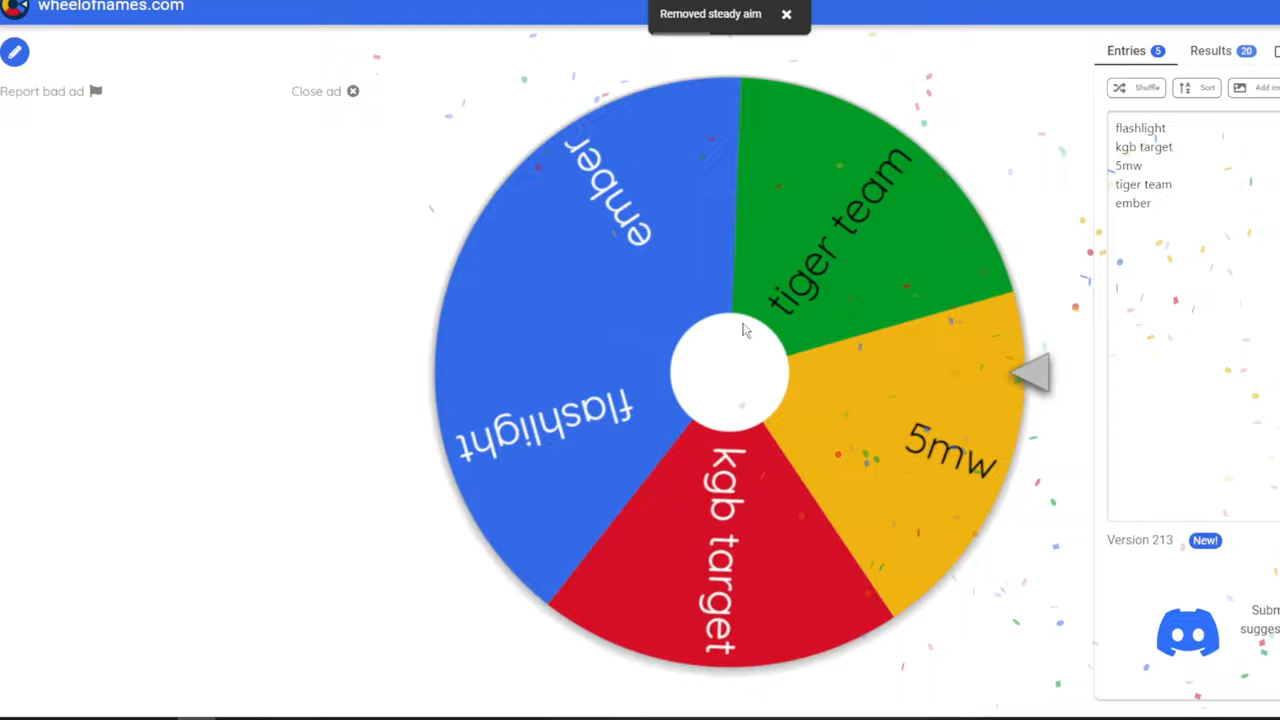 wheelofnames.com
Removed steady aim
Entries 5
Results 20
Report bad ad
Close ad
Shuffle
Sort
Add
flashlight
kgb target
5mw
tiger team
ember
ember
tiger team
flashlight
5mw
kgb target
Version 213
New!